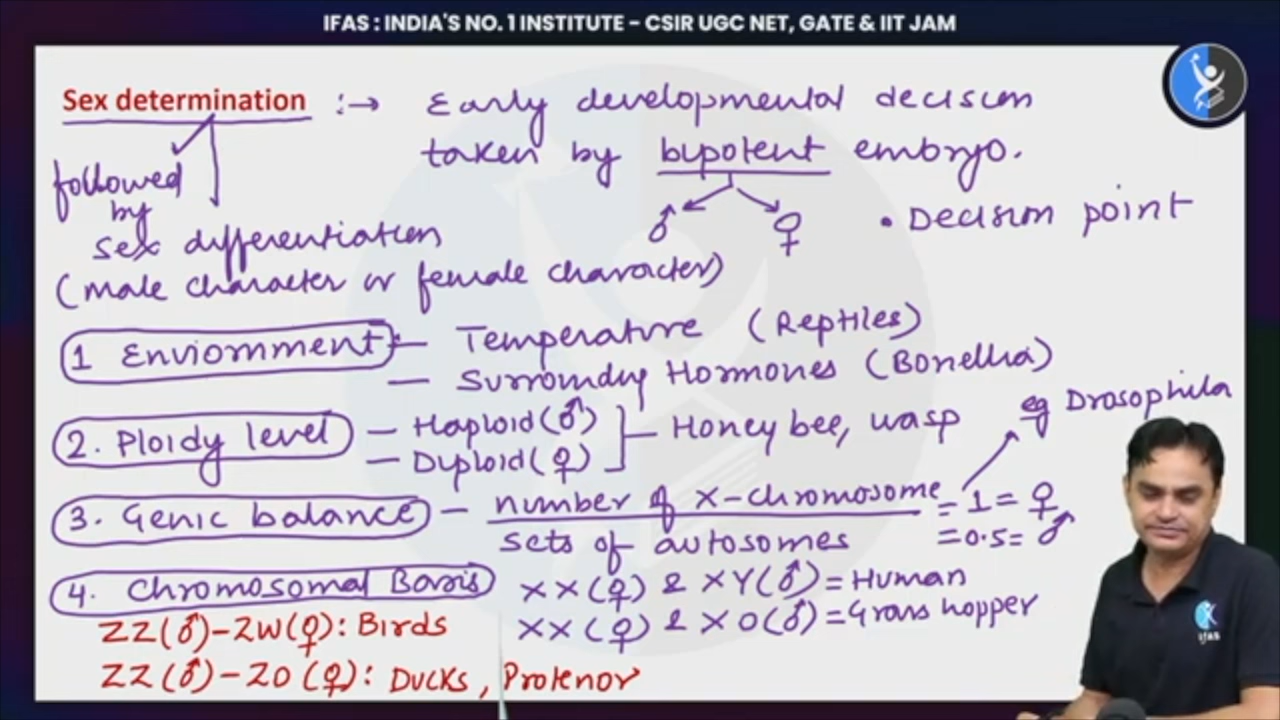 IFAS : INDIA'S NO. 1 INSTITUTE - CSIR UGC NET, GATE & IIT JAM
Sex determination :→ Early developmental decision
taken by bipotent embryo.
followed
by
sex differentiation
♂ ♀
• Decision point
(male character or female character)
1 Enviornment - Temperature (Reptiles)
- Surrounding Hormones (Bonellia)
2. Ploidy level - Haploid (♂)
- Diploid (♀)
- Honey bee, wasp
eg Drosophila
3. Genic balance - number of X-chromosome = 1 = ♀
sets of autosomes = 0.5 = ♂
4. Chromosomal Basis XX (♀) & XY (♂) = Human
XX (♀) & XO (♂) = Grass hopper
ZZ (♂) - ZW (♀) : Birds
ZZ (♂) - ZO (♀) : Ducks, Protenor
ifas